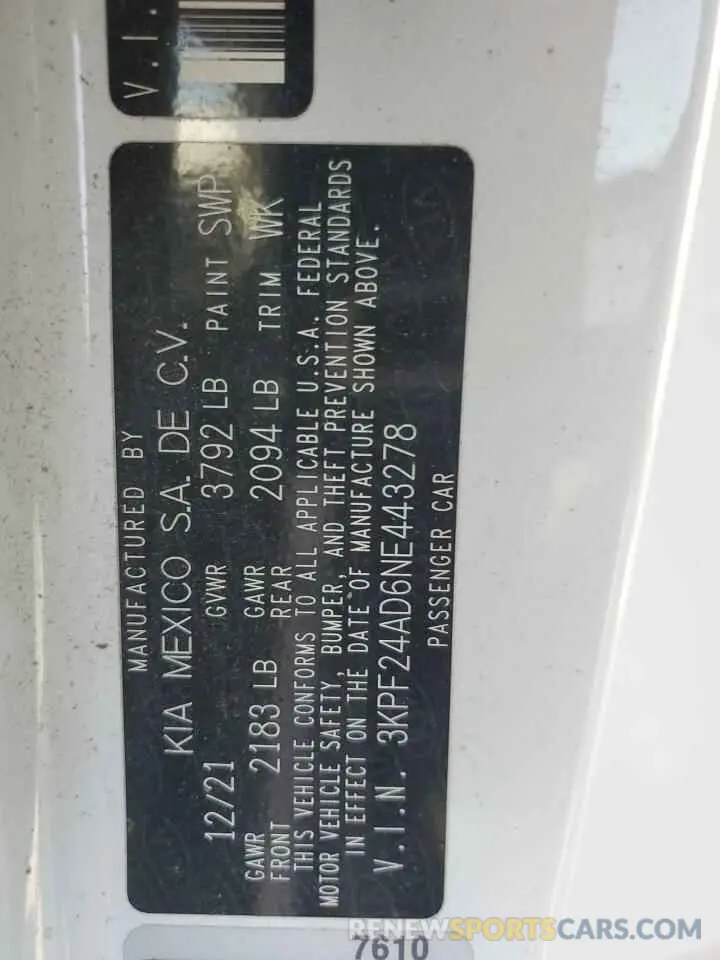 V.I.
MANUFACTURED BY
KIA MEXICO S.A. DE C.V.
12/21 GVWR 3792 LB PAINT SWP
GAWR FRONT 2183 LB GAWR REAR 2094 LB TRIM WK
THIS VEHICLE CONFORMS TO ALL APPLICABLE U.S.A. FEDERAL
MOTOR VEHICLE SAFETY, BUMPER, AND THEFT PREVENTION STANDARDS
IN EFFECT ON THE DATE OF MANUFACTURE SHOWN ABOVE.
V.I.N. 3KPF24AD6NE443278
PASSENGER CAR
RENEWSPORTSCARS.COM
7610